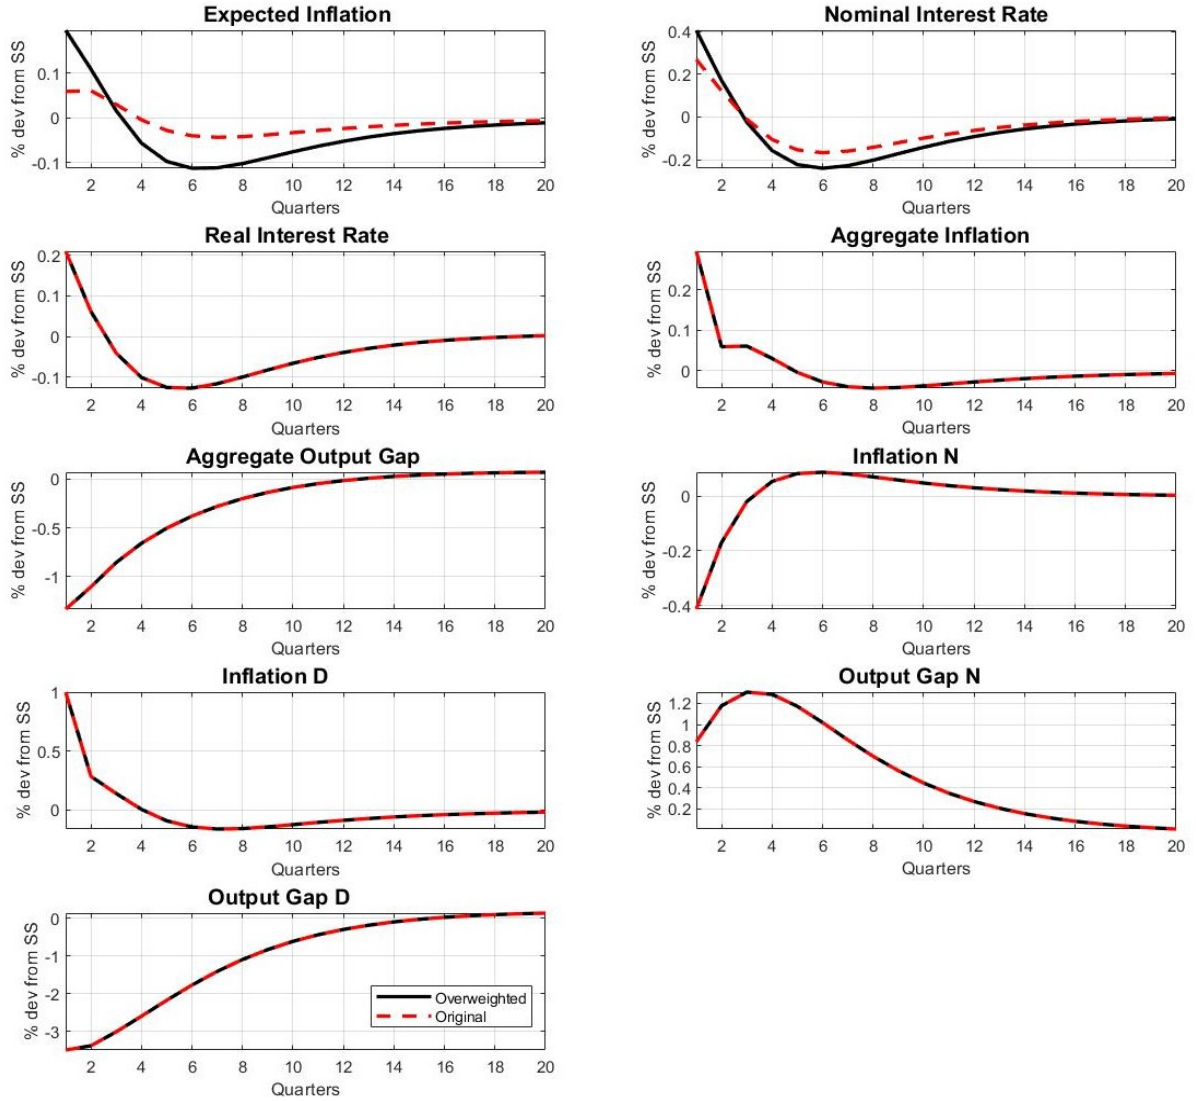 Expected Inflation
% dev from SS
0.1
0
-0.1
2 4 6 8 10 12 14 16 18 20
Quarters
Nominal Interest Rate
% dev from SS
0.4
0.2
0
-0.2
2 4 6 8 10 12 14 16 18 20
Quarters
Real Interest Rate
% dev from SS
0.2
0.1
0
-0.1
2 4 6 8 10 12 14 16 18 20
Quarters
Aggregate Inflation
% dev from SS
0.2
0.1
0
2 4 6 8 10 12 14 16 18 20
Quarters
Aggregate Output Gap
% dev from SS
0
-0.5
-1
2 4 6 8 10 12 14 16 18 20
Quarters
Inflation N
% dev from SS
0
-0.2
-0.4
2 4 6 8 10 12 14 16 18 20
Quarters
Inflation D
% dev from SS
1
0.5
0
2 4 6 8 10 12 14 16 18 20
Quarters
Output Gap N
% dev from SS
1.2
1
0.8
0.6
0.4
0.2
2 4 6 8 10 12 14 16 18 20
Quarters
Output Gap D
% dev from SS
0
-1
-2
-3
Overweighted
Original
2 4 6 8 10 12 14 16 18 20
Quarters